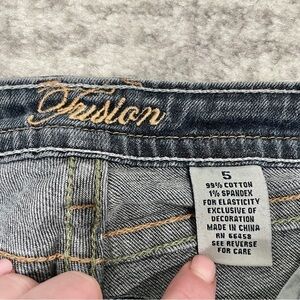 Fusion
5
99% COTTON
1% SPANDEX
FOR ELASTICITY
EXCLUSIVE OF
DECORATION
MADE IN CHINA
RN 66458
SEE REVERSE
FOR CARE